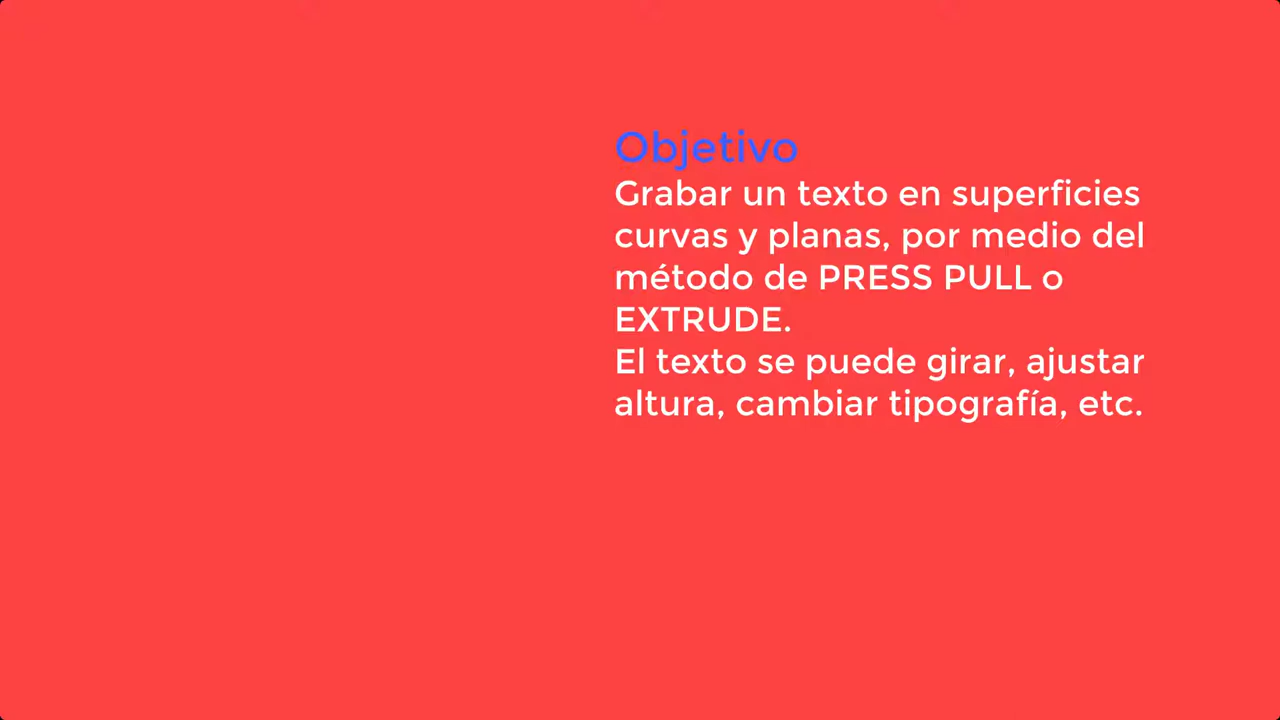 Objetivo
Grabar un texto en superficies
curvas y planas, por medio del
método de PRESS PULL o
EXTRUDE.
El texto se puede girar, ajustar
altura, cambiar tipografía, etc.